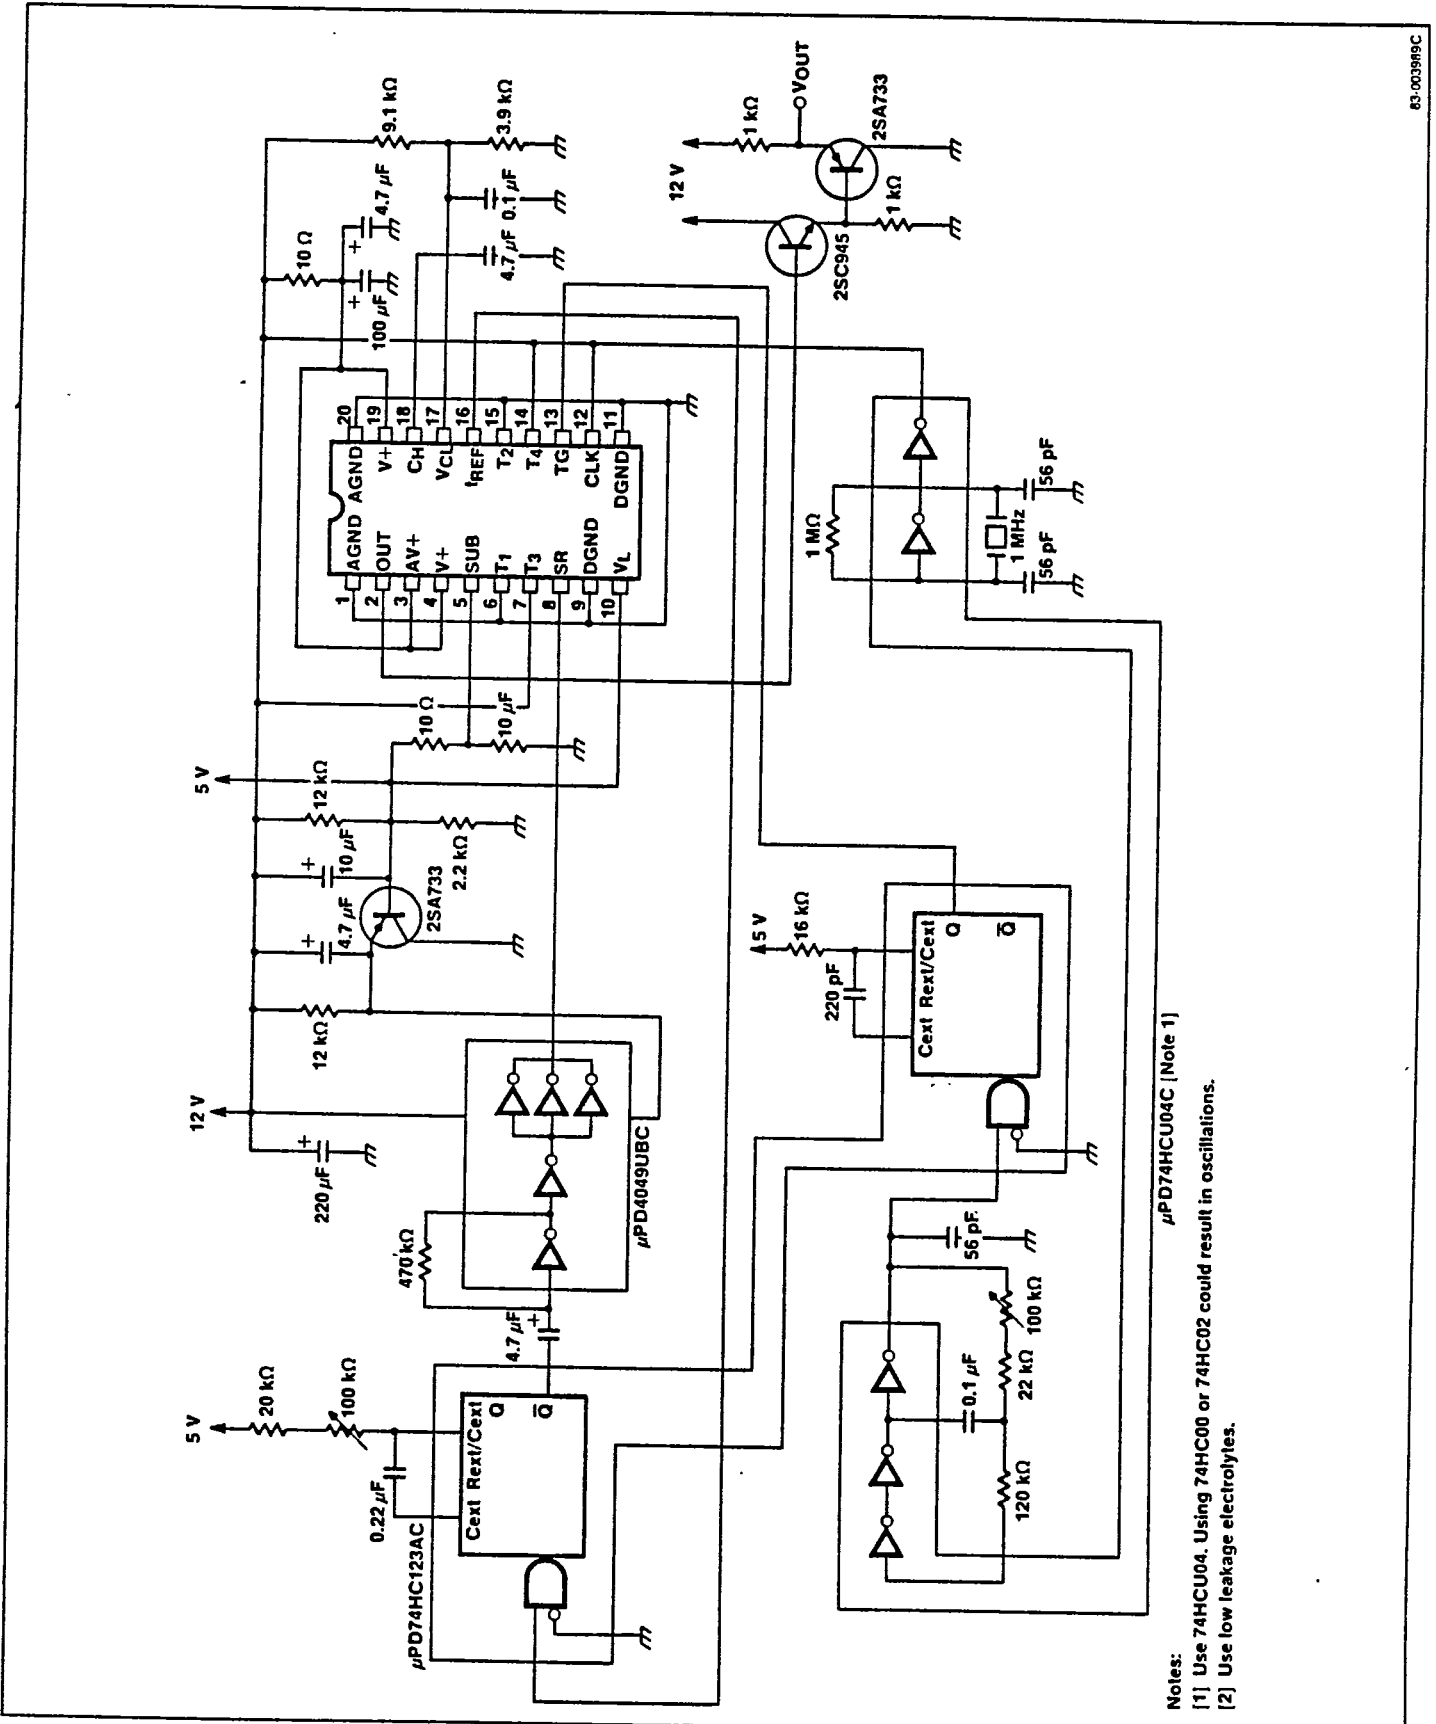 83-003989C
5 V
20 kΩ
100 kΩ
0.22 μF
μPD74HC123AC
Cext Rext/Cext
Q
Q̅
4.7 μF
+
470 kΩ
μPD4049UBC
220 μF
+
12 V
12 kΩ
4.7 μF
+
10 μF
+
2SA733
12 kΩ
2.2 kΩ
5 V
10 Ω
10 μF
1 AGND
2 OUT
3 AV+
4 V+
5 SUB
6 T1
7 T3
8 SR
9 DGND
10 VL
20 AGND
19 V+
18 CH
17 VCL
16 tREF
15 T2
14 T4
13 TG
12 CLK
11 DGND
10 Ω
100 μF
+
4.7 μF
+
9.1 kΩ
3.9 kΩ
0.1 μF
4.7 μF
12 V
1 kΩ
VOUT
2SA733
2SC945
1 kΩ
1 MΩ
1 MHz
56 pF
56 pF
5 V
16 kΩ
220 pF
Cext Rext/Cext
Q
Q̅
56 pF
100 kΩ
22 kΩ
0.1 μF
120 kΩ
μPD74HCU04C [Note 1]
Notes:
[1] Use 74HCU04. Using 74HC00 or 74HC02 could result in oscillations.
[2] Use low leakage electrolytes.